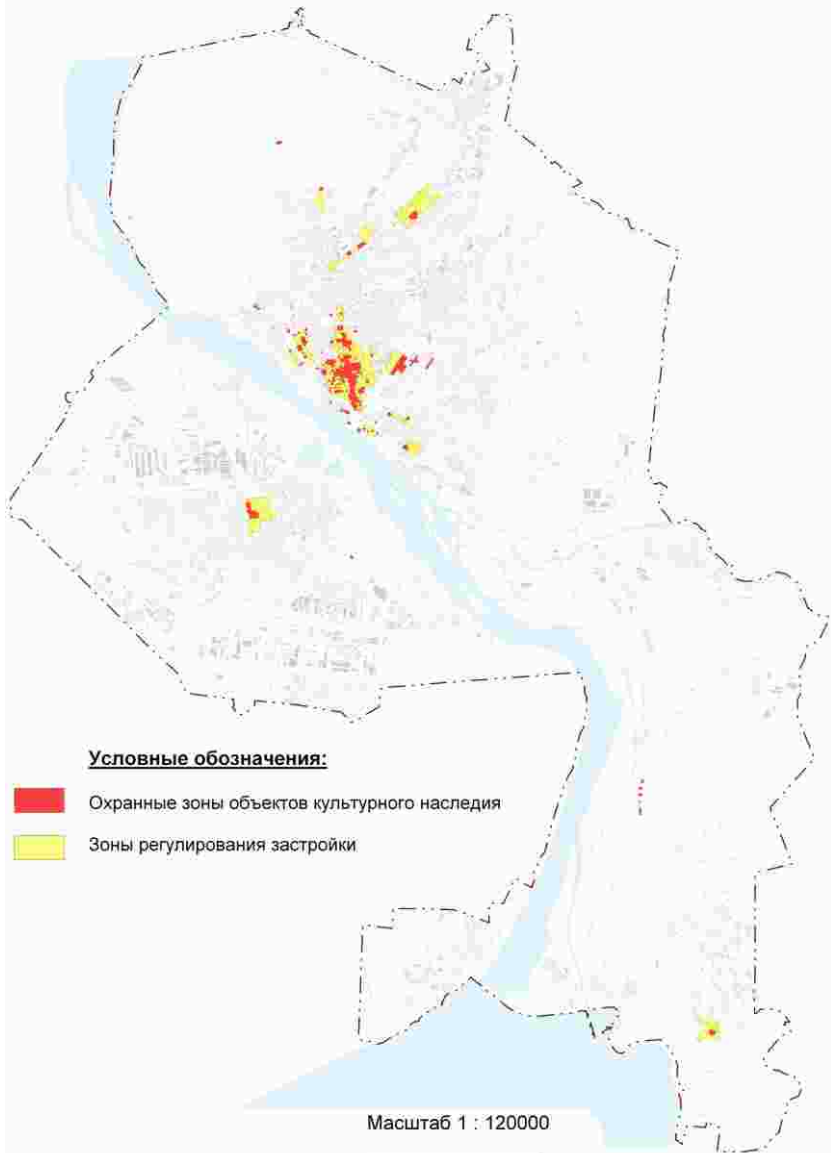 Условные обозначения:
Охранные зоны объектов культурного наследия
Зоны регулирования застройки
Масштаб 1 : 120000